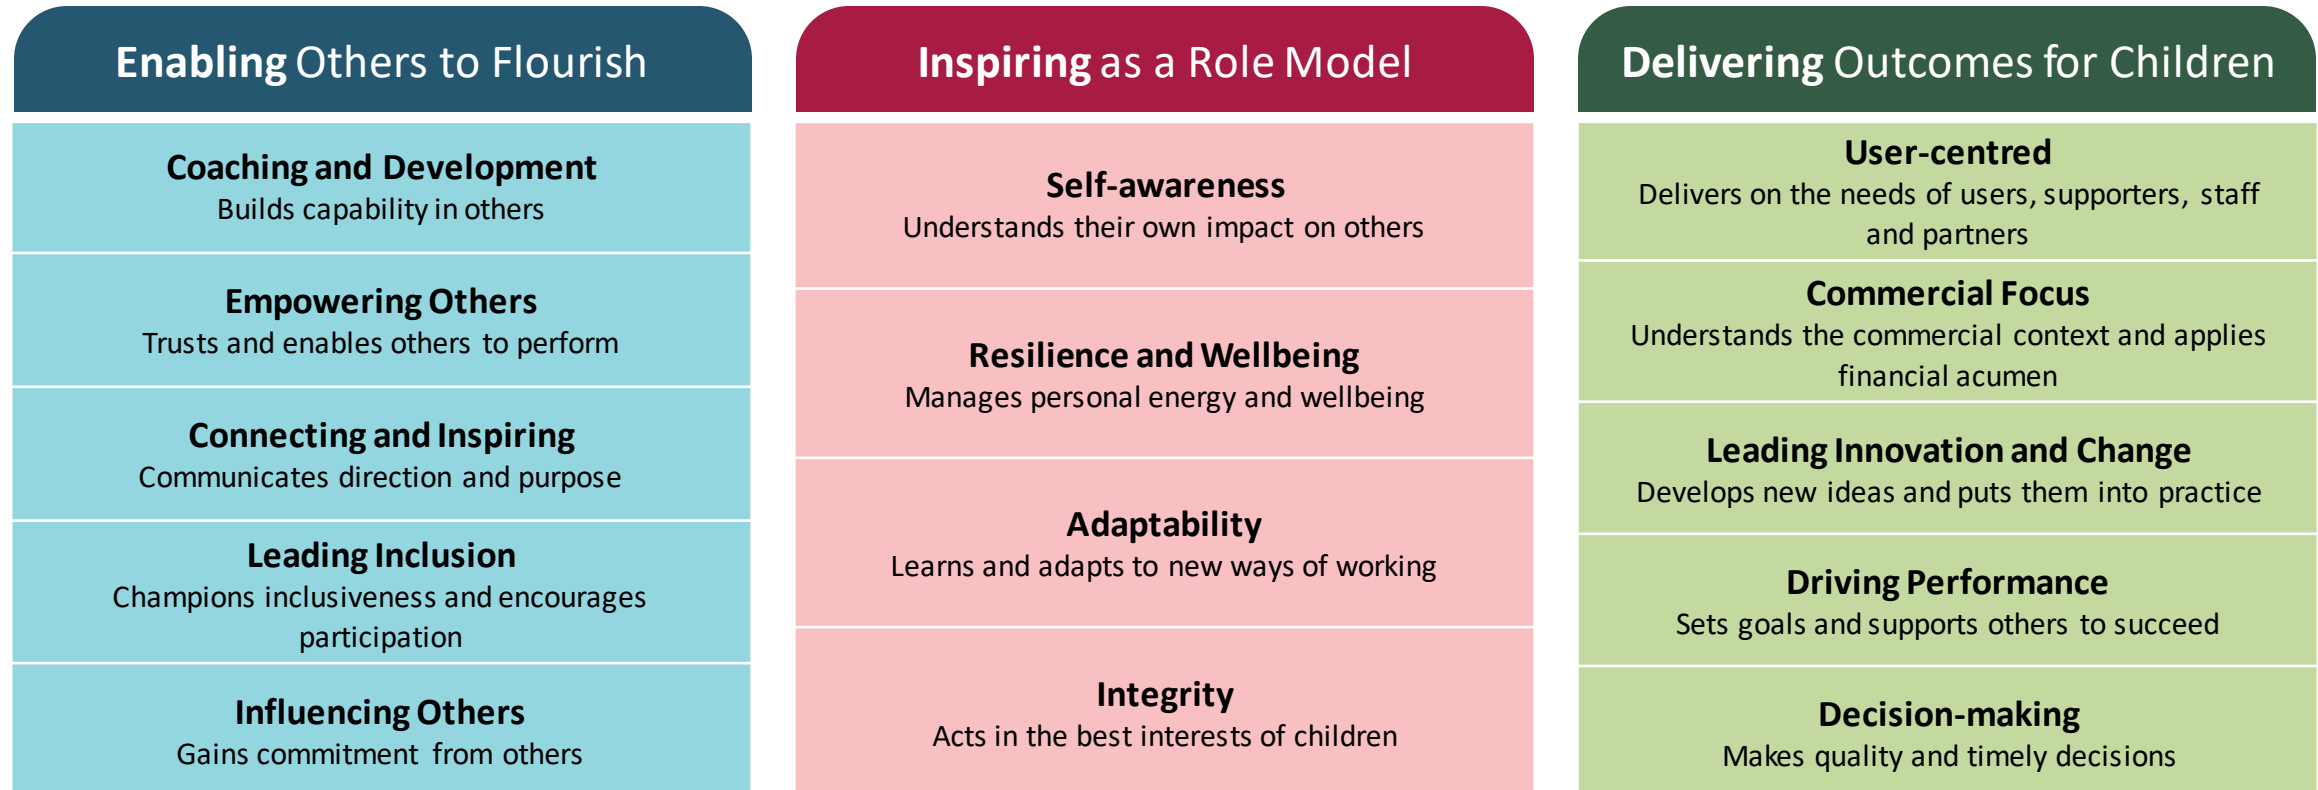 Enabling Others to Flourish
Coaching and Development
Builds capability in others
Empowering Others
Trusts and enables others to perform
Connecting and Inspiring
Communicates direction and purpose
Leading Inclusion
Champions inclusiveness and encourages
participation
Influencing Others
Gains commitment from others
Inspiring as a Role Model
Self-awareness
Understands their own impact on others
Resilience and Wellbeing
Manages personal energy and wellbeing
Adaptability
Learns and adapts to new ways of working
Integrity
Acts in the best interests of children
Delivering Outcomes for Children
User-centred
Delivers on the needs of users, supporters, staff
and partners
Commercial Focus
Understands the commercial context and applies
financial acumen
Leading Innovation and Change
Develops new ideas and puts them into practice
Driving Performance
Sets goals and supports others to succeed
Decision-making
Makes quality and timely decisions